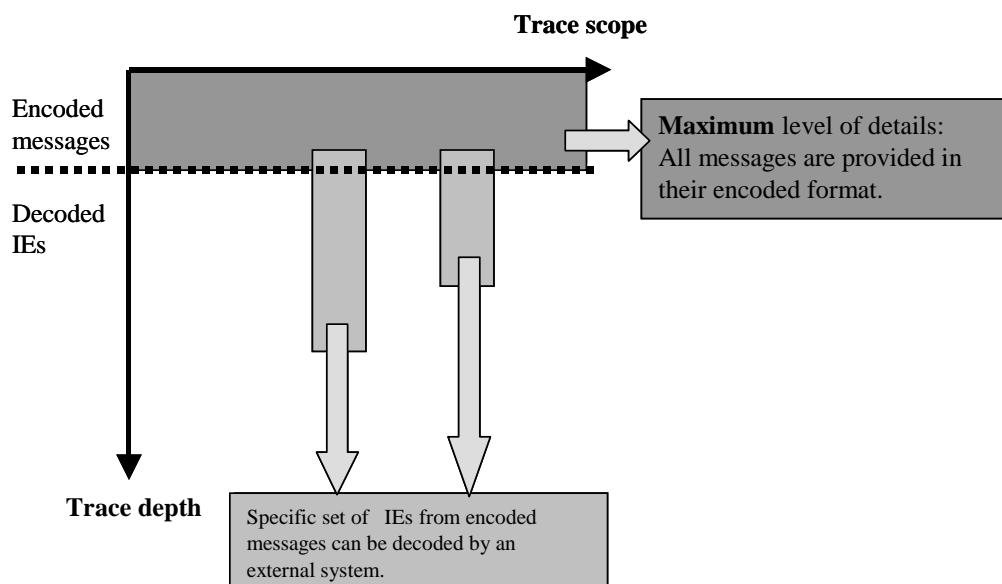 Trace scope
Encoded
messages
Maximum level of details:
All messages are provided in
their encoded format.
Decoded
IEs
Trace depth
Specific set of IEs from encoded
messages can be decoded by an
external system.